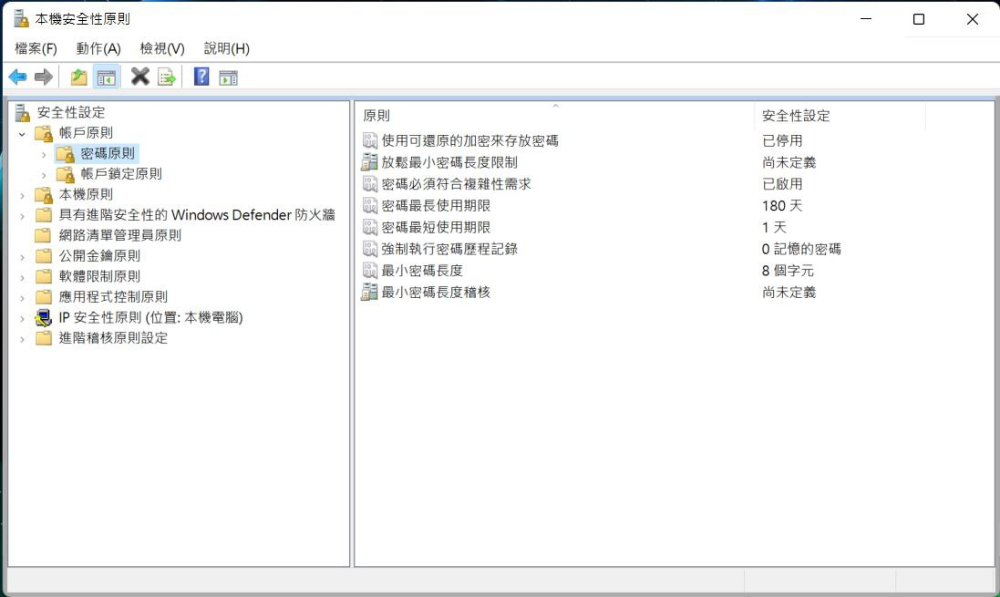 本機安全性原則
檔案(F) 動作(A) 檢視(V) 說明(H)
安全性設定
帳戶原則
密碼原則
帳戶鎖定原則
本機原則
具有進階安全性的 Windows Defender 防火牆
網路清單管理員原則
公開金鑰原則
軟體限制原則
應用程式控制原則
IP 安全性原則 (位置: 本機電腦)
進階稽核原則設定
原則 安全性設定
使用可還原的加密來存放密碼 已停用
放鬆最小密碼長度限制 尚未定義
密碼必須符合複雜性需求 已啟用
密碼最長使用期限 180 天
密碼最短使用期限 1 天
強制執行密碼歷程記錄 0 記憶的密碼
最小密碼長度 8 個字元
最小密碼長度稽核 尚未定義